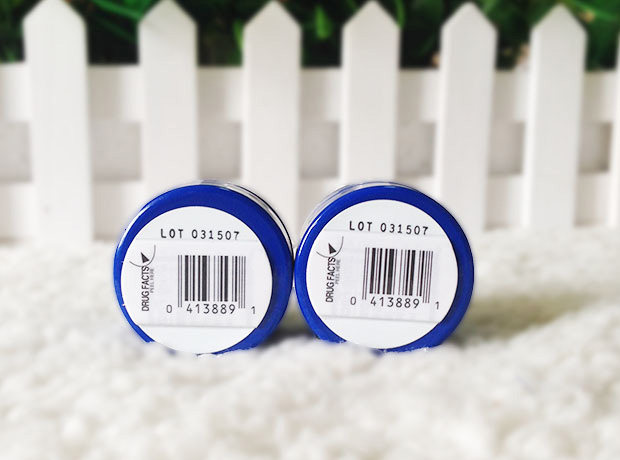 LOT 031507
DRUG FACTS
PEEL HERE
0 413889 1
LOT 031507
DRUG FACTS
PEEL HERE
0 413889 1